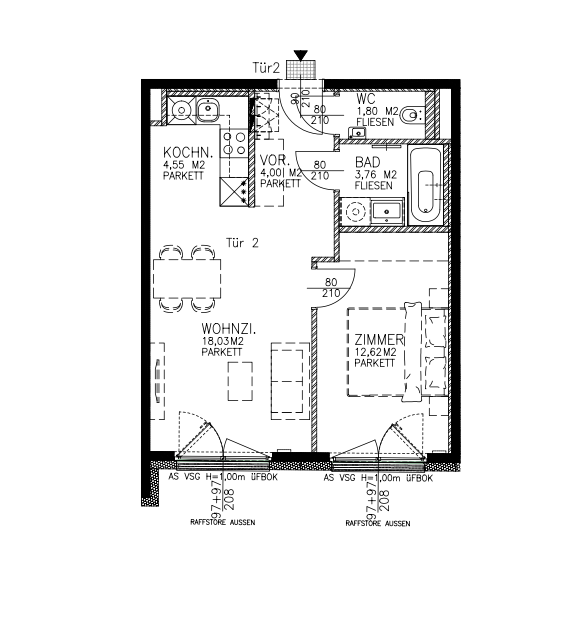 Tür2
90
210
80
210
WC
1,80 M2
FLIESEN
KOCHN.
4,55 M2
PARKETT
VOR.
4,00 M2
PARKETT
80
210
BAD
3,76 M2
FLIESEN
Tür 2
80
210
WOHNZI.
18,03M2
PARKETT
ZIMMER
12,62M2
PARKETT
AS VSG H=1,00m üFBOK
AS VSG H=1,00m üFBOK
97+97
208
97+97
208
RAFFSTORE AUSSEN
RAFFSTORE AUSSEN